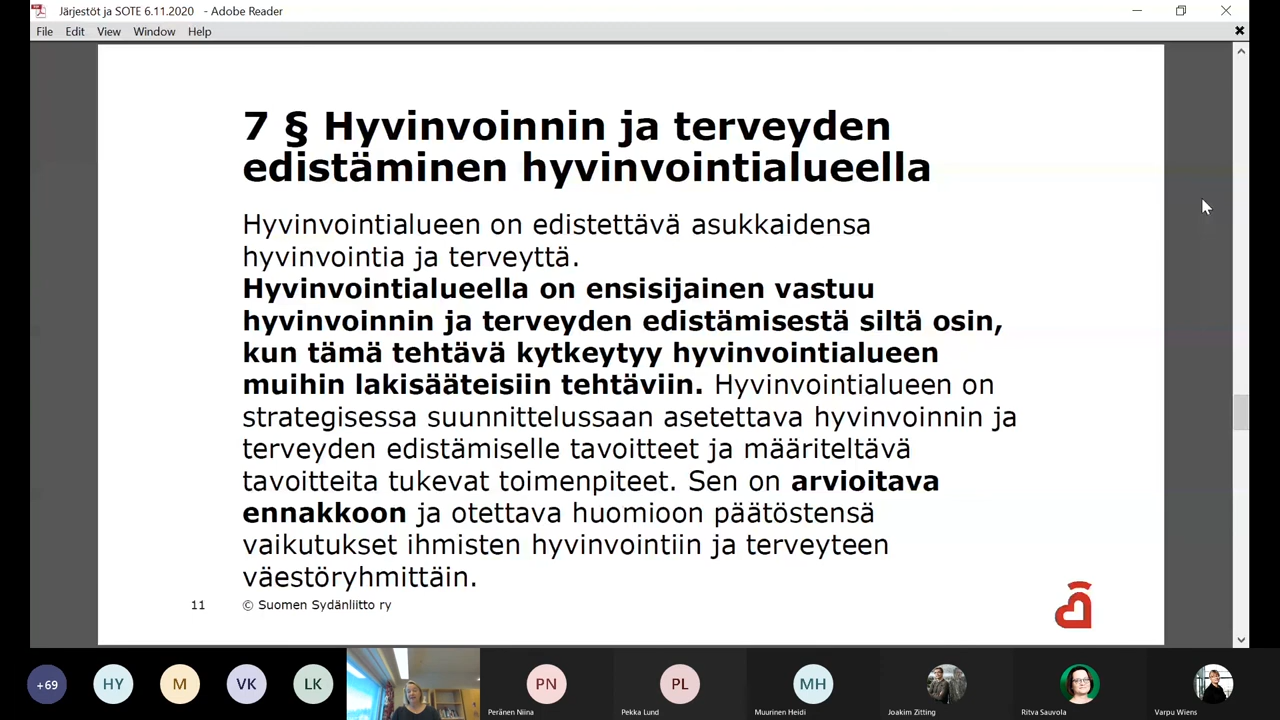 Järjestöt ja SOTE 6.11.2020 - Adobe Reader
File Edit View Window Help
7 § Hyvinvoinnin ja terveyden
edistäminen hyvinvointialueella
Hyvinvointialueen on edistettävä asukkaidensa
hyvinvointia ja terveyttä.
Hyvinvointialueella on ensisijainen vastuu
hyvinvoinnin ja terveyden edistämisestä siltä osin,
kun tämä tehtävä kytkeytyy hyvinvointialueen
muihin lakisääteisiin tehtäviin. Hyvinvointialueen on
strategisessa suunnittelussaan asetettava hyvinvoinnin ja
terveyden edistämiselle tavoitteet ja määriteltävä
tavoitteita tukevat toimenpiteet. Sen on arvioitava
ennakkoon ja otettava huomioon päätöstensä
vaikutukset ihmisten hyvinvointiin ja terveyteen
väestöryhmittäin.
11 © Suomen Sydänliitto ry
+69 HY M VK LK PN PL MH
Peränen Niina Pekka Lund Muurinen Heidi Joakim Zitting Ritva Sauvola Varpu Wiens